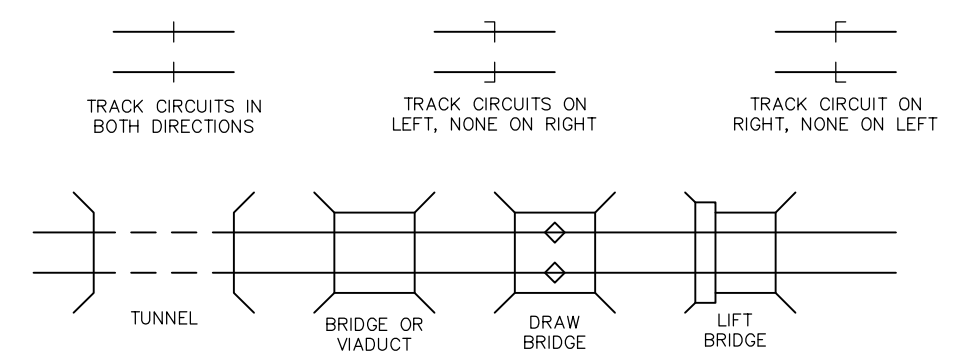 TRACK CIRCUITS IN
BOTH DIRECTIONS
TRACK CIRCUITS ON
LEFT, NONE ON RIGHT
TRACK CIRCUIT ON
RIGHT, NONE ON LEFT
TUNNEL
BRIDGE OR
VIADUCT
DRAW
BRIDGE
LIFT
BRIDGE